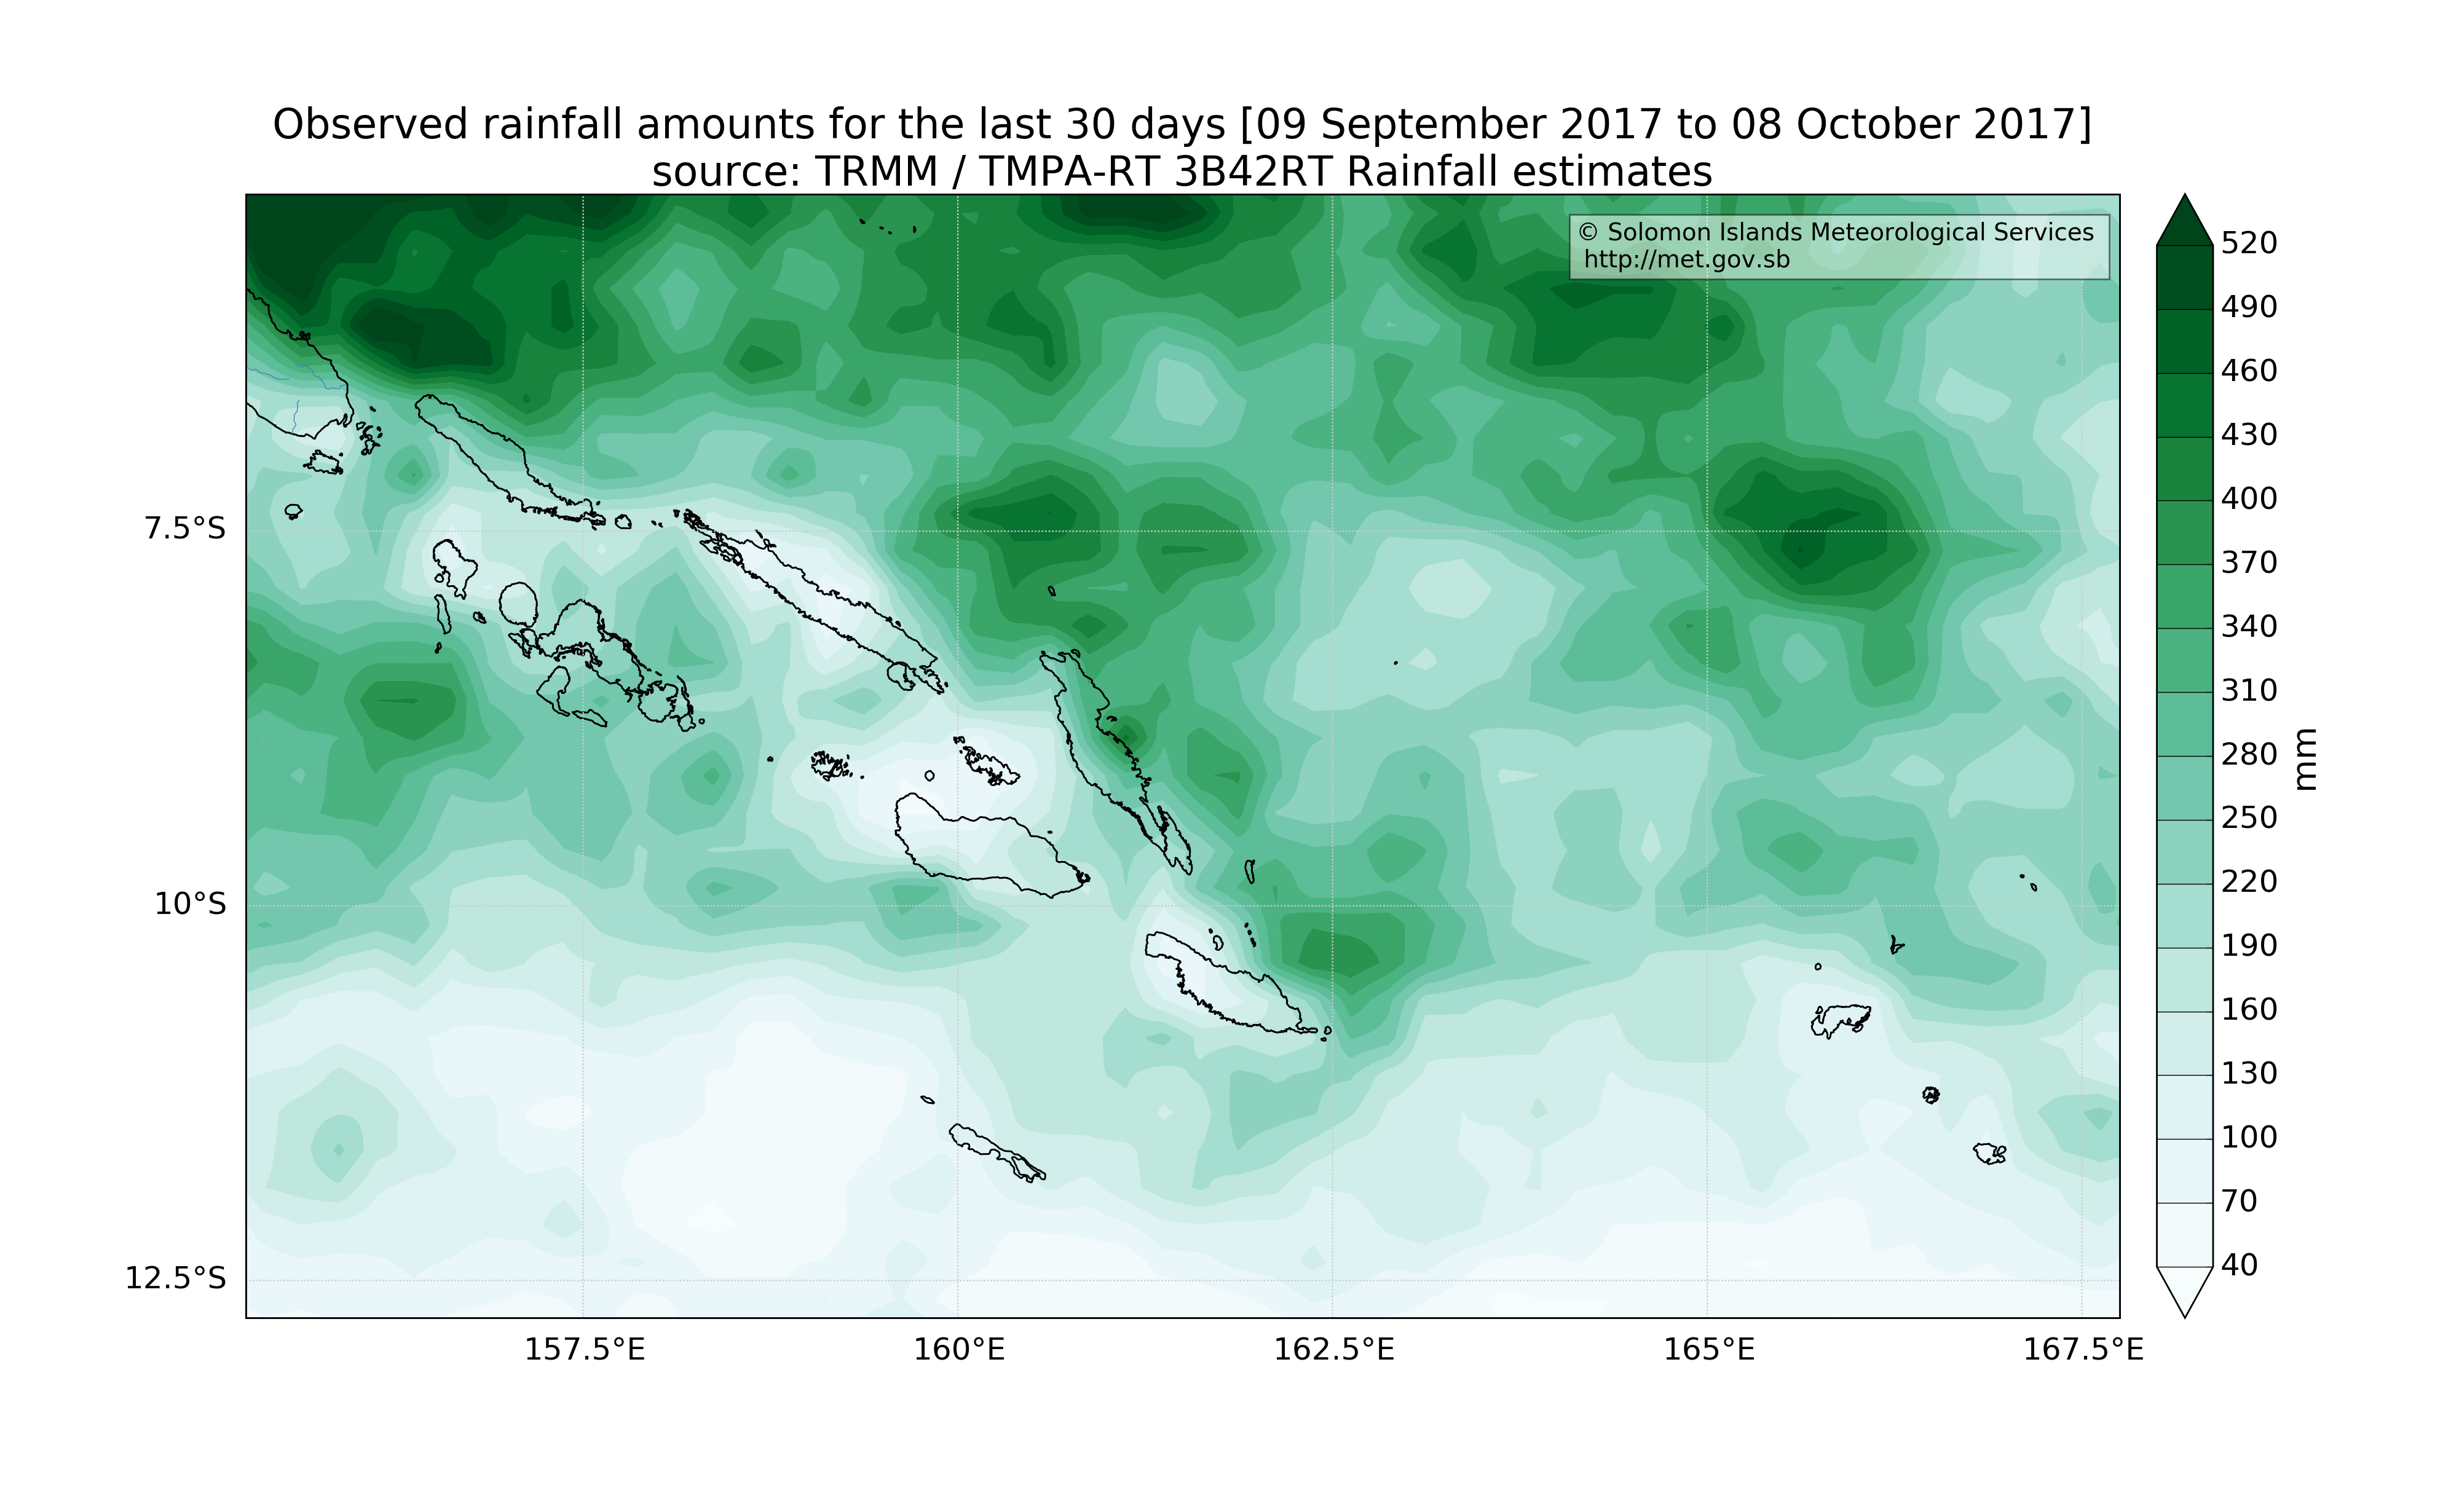 Observed rainfall amounts for the last 30 days [09 September 2017 to 08 October 2017]
source: TRMM / TMPA-RT 3B42RT Rainfall estimates
© Solomon Islands Meteorological Services
http://met.gov.sb
7.5°S
10°S
12.5°S
157.5°E
160°E
162.5°E
165°E
167.5°E
520
490
460
430
400
370
340
310
280
250
220
190
160
130
100
70
40
mm